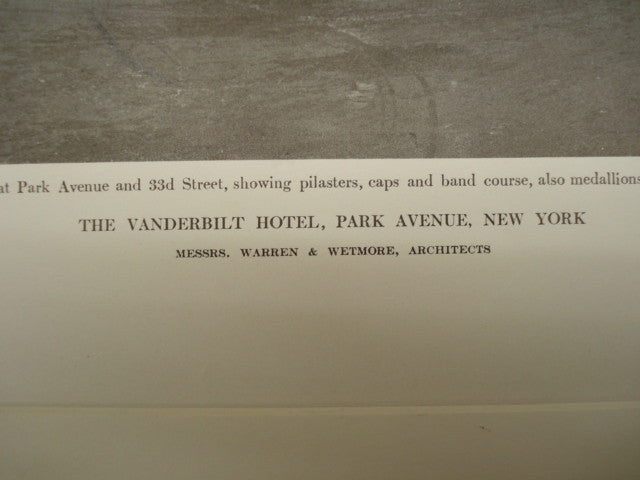 at Park Avenue and 33d Street, showing pilasters, caps and band course, also medallions
THE VANDERBILT HOTEL, PARK AVENUE, NEW YORK
MESSRS. WARREN & WETMORE, ARCHITECTS